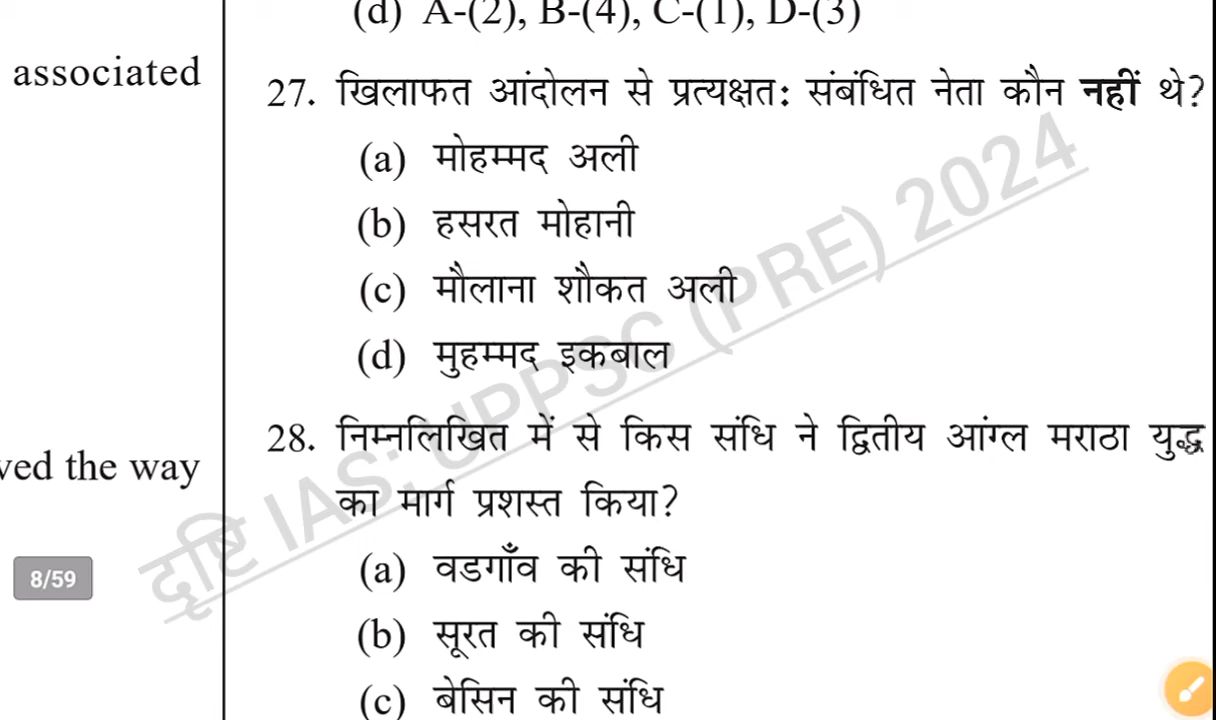 (d) A-(2), B-(4), C-(1), D-(3)
associated
27. खिलाफत आंदोलन से प्रत्यक्षत: संबंधित नेता कौन नहीं थे?
(a) मोहम्मद अली
(b) हसरत मोहानी
(c) मौलाना शौकत अली
(d) मुहम्मद इकबाल
28. निम्नलिखित में से किस संधि ने द्वितीय आंग्ल मराठा युद्ध
ved the way
का मार्ग प्रशस्त किया?
(a) वडगाँव की संधि
8/59
(b) सूरत की संधि
(c) बेसिन की संधि
दृष्टि IAS: UPPSC (PRE) 2024